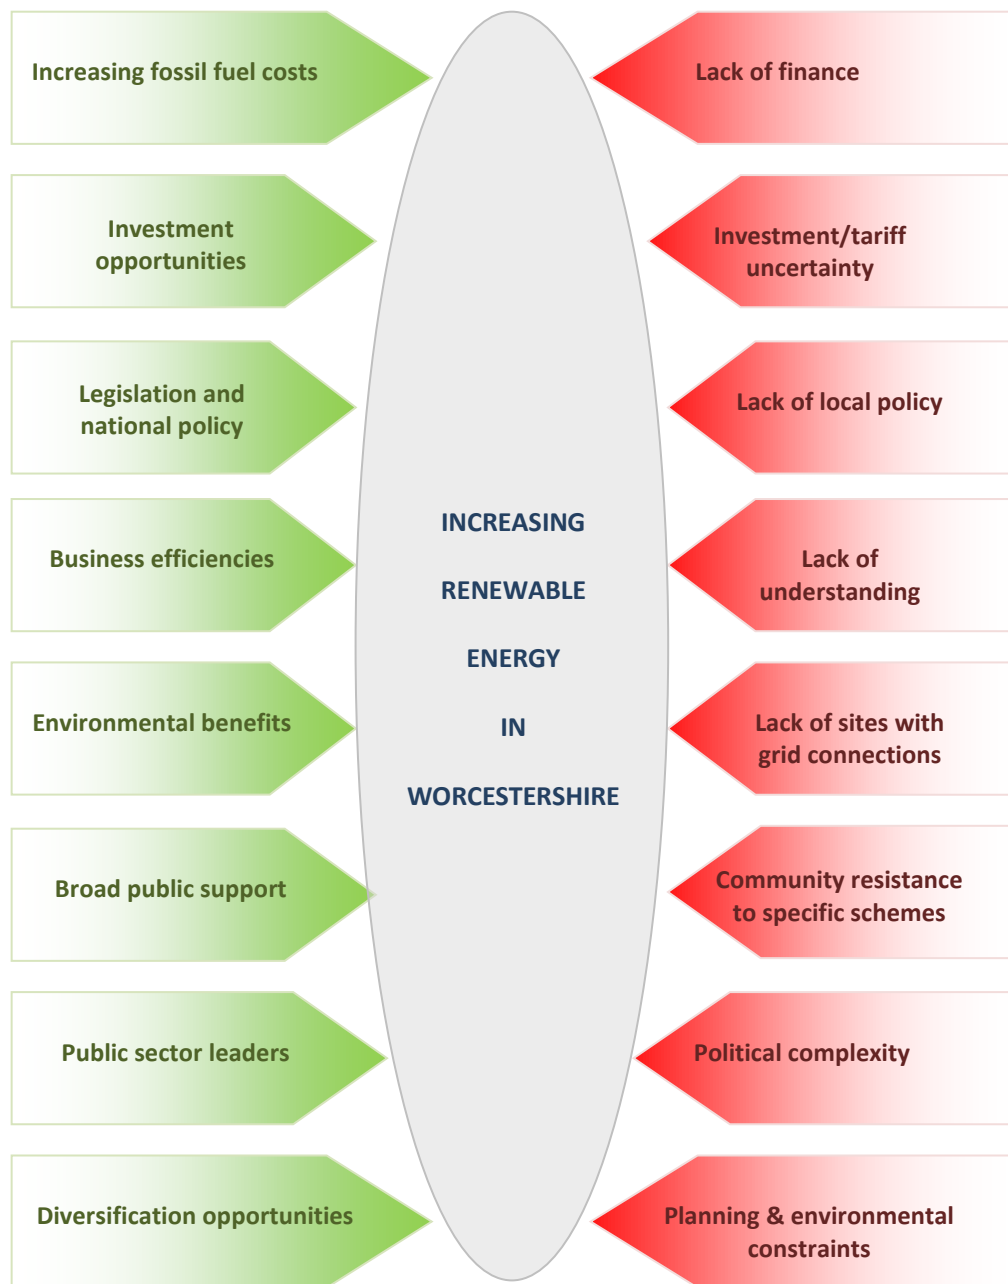 Increasing fossil fuel costs
Lack of finance
Investment
opportunities
Investment/tariff
uncertainty
Legislation and
national policy
Lack of local policy
Business efficiencies
Lack of
understanding
INCREASING
RENEWABLE
ENERGY
IN
WORCESTERSHIRE
Environmental benefits
Lack of sites with
grid connections
Broad public support
Community resistance
to specific schemes
Public sector leaders
Political complexity
Diversification opportunities
Planning & environmental
constraints